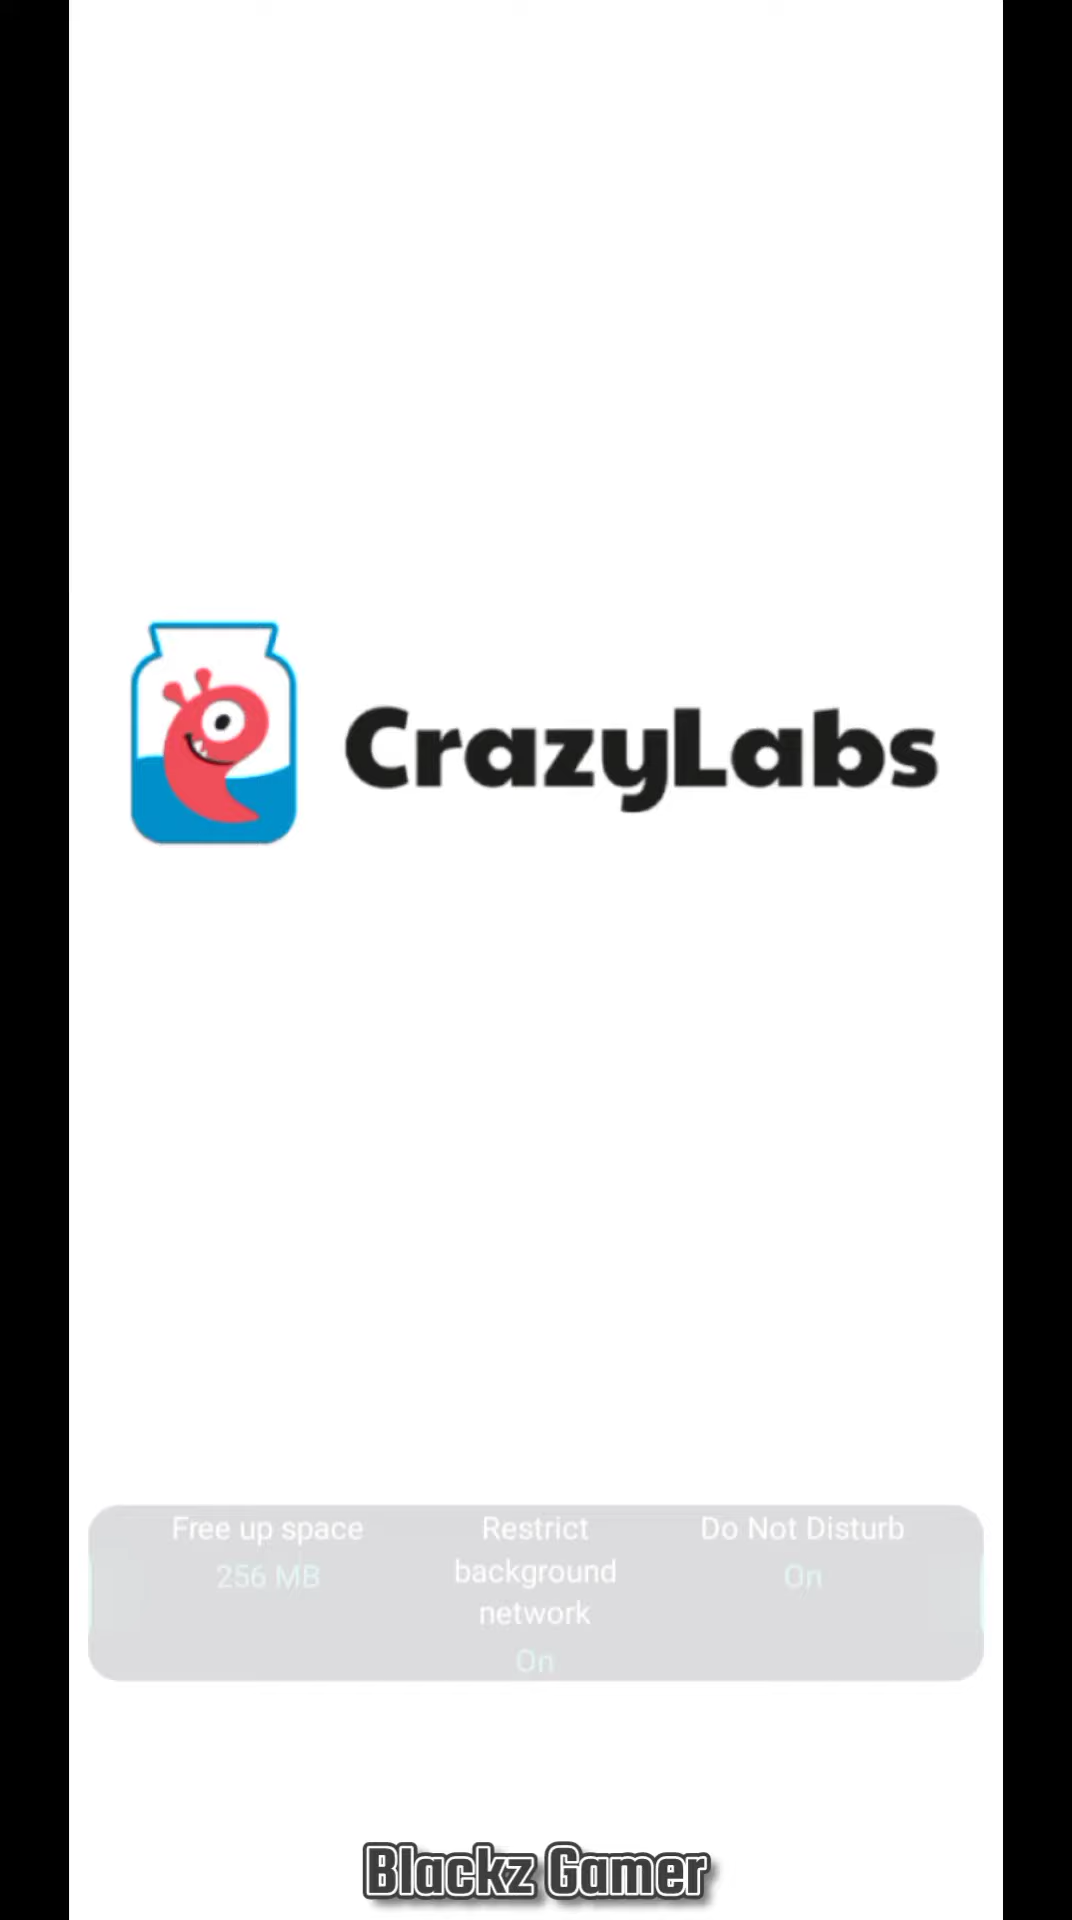 CrazyLabs
Free up space
256 MB
Restrict
background
network
On
Do Not Disturb
On
Blackz Gamer